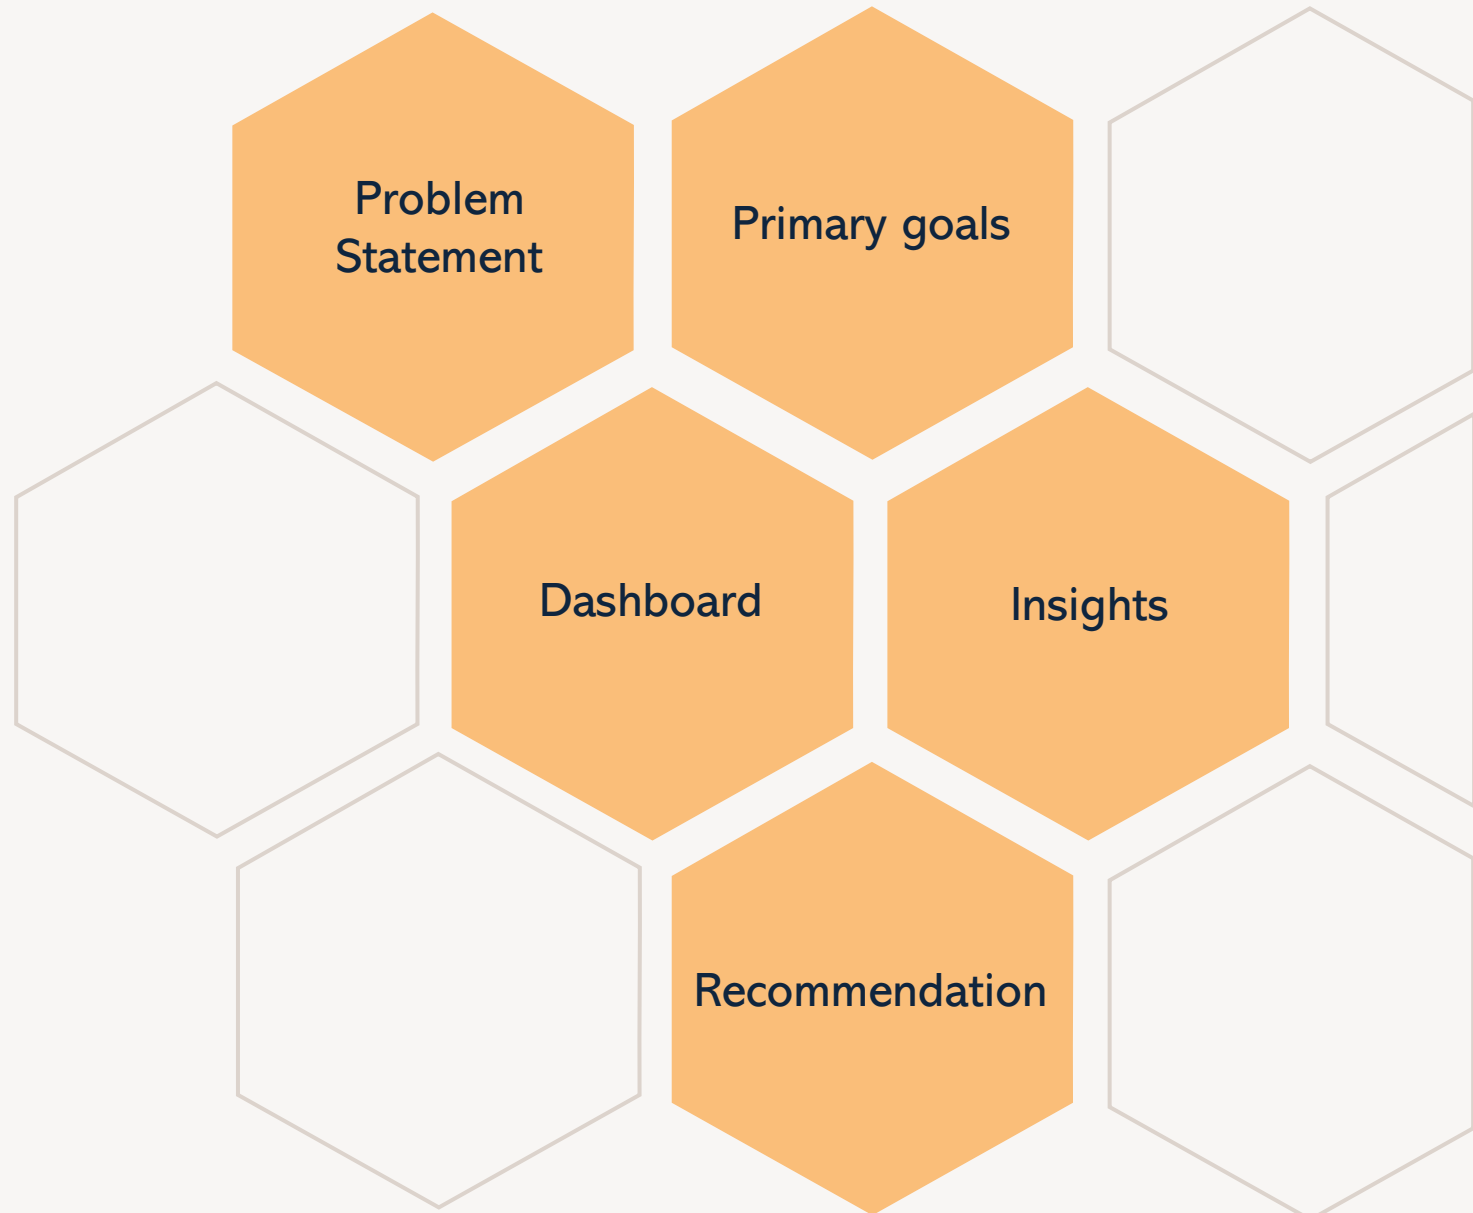 Problem
Statement
Primary goals
Dashboard
Insights
Recommendation